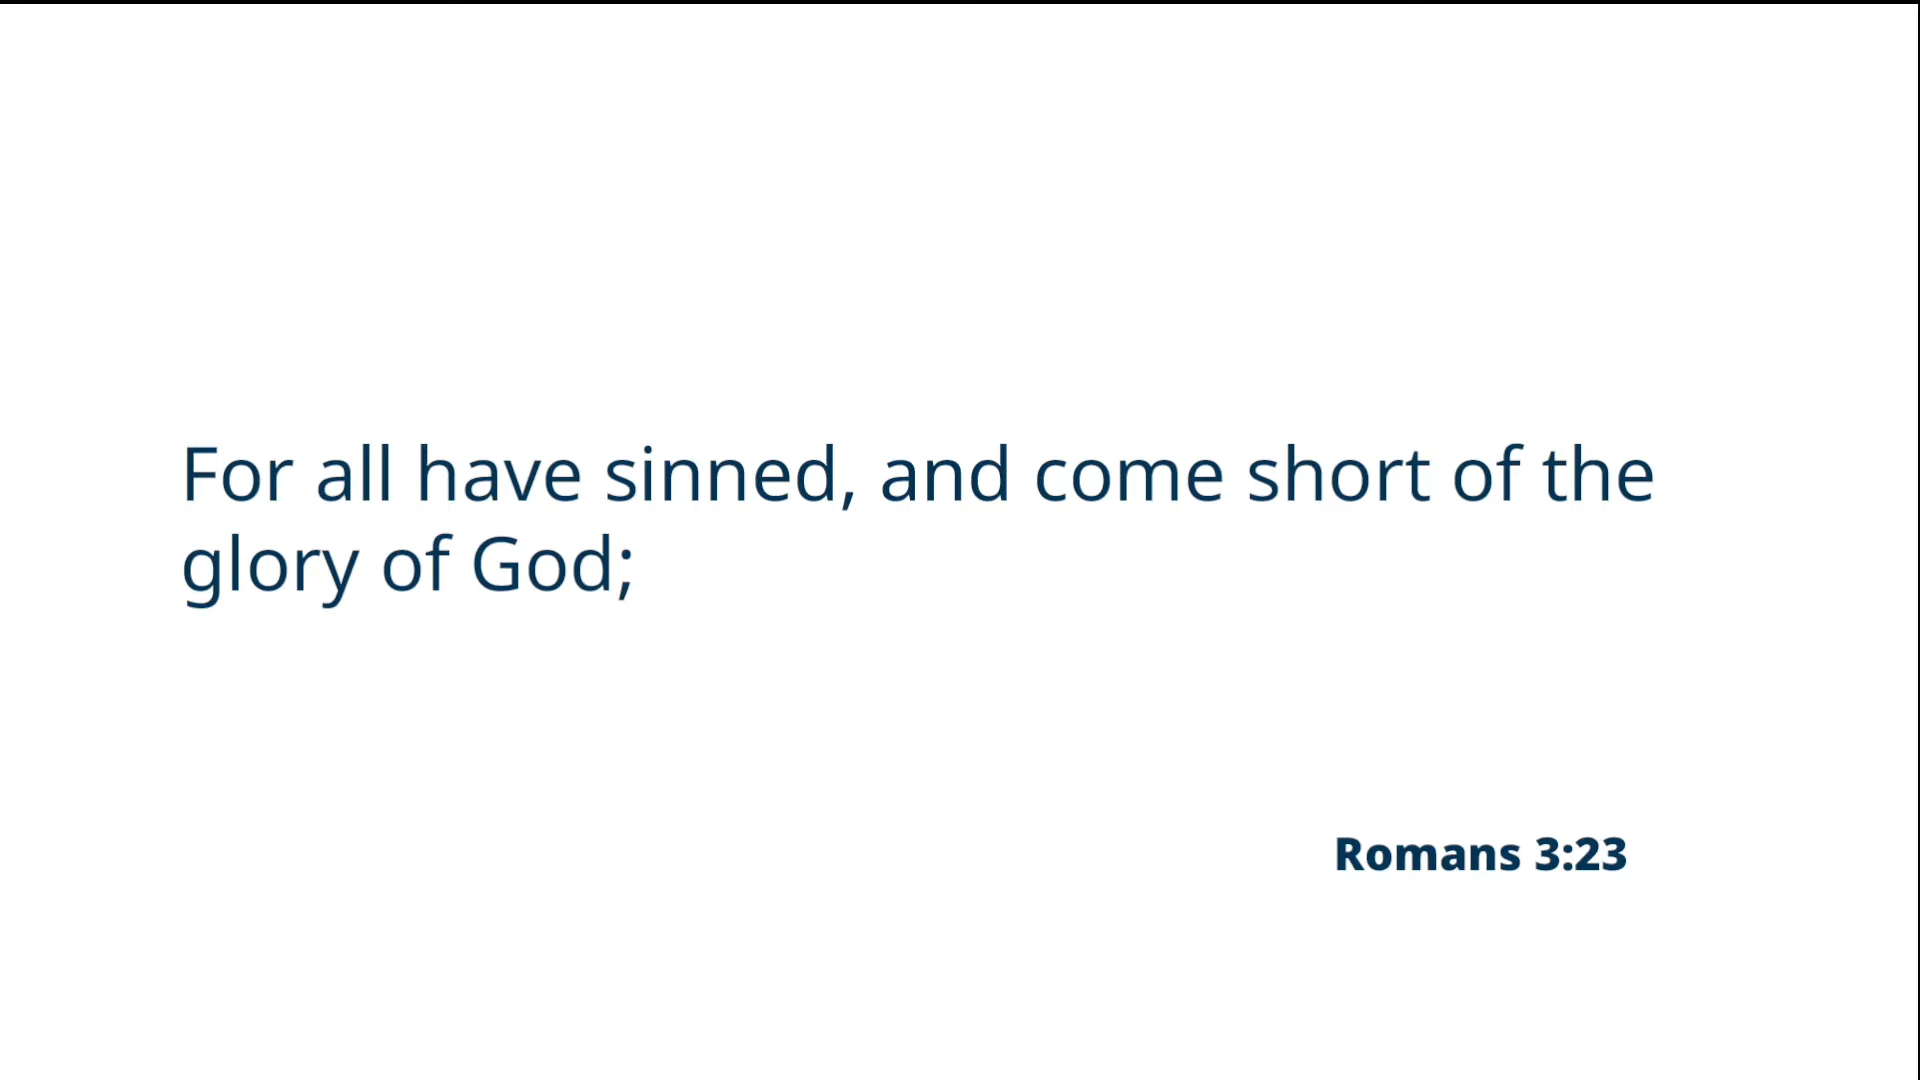 For all have sinned, and come short of the
glory of God;
Romans 3:23